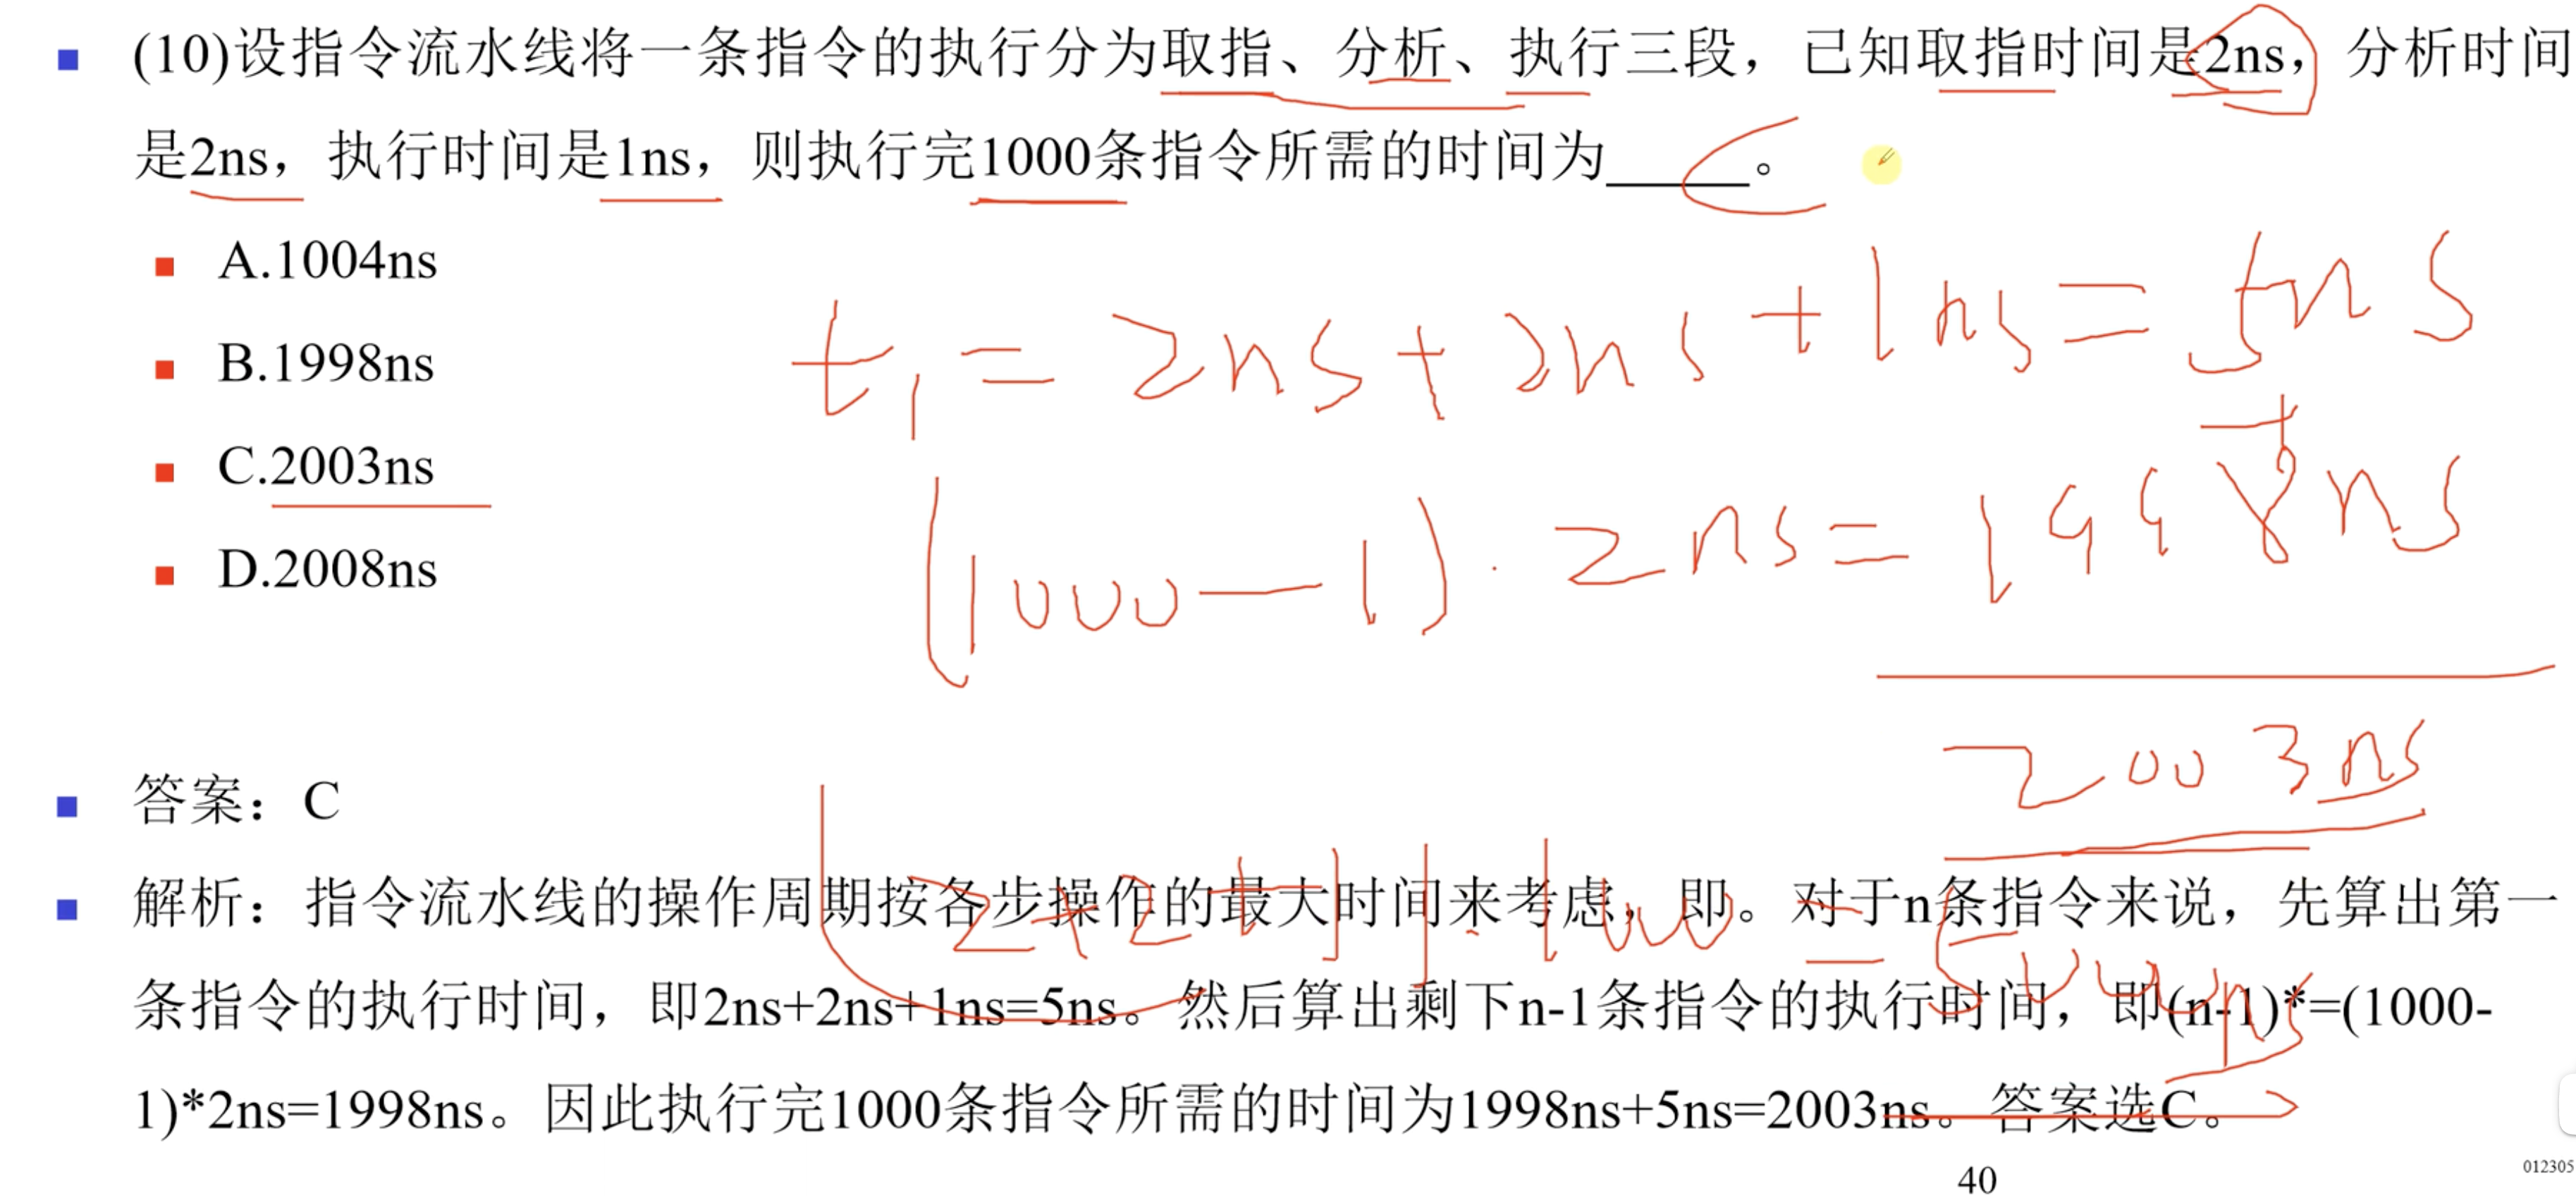 (10)设指令流水线将一条指令的执行分为取指、分析、执行三段，已知取指时间是2ns，分析时间
是2ns，执行时间是1ns，则执行完1000条指令所需的时间为_____。
A.1004ns
t1=2ns+2ns+1ns=5ns
B.1998ns
C.2003ns
+
(1000-1)·2ns=1998ns
D.2008ns
2003ns
答案：C
(2+2+1)·1000=5000ns
解析：指令流水线的操作周期按各步操作的最大时间来考虑，即。对于n条指令来说，先算出第一
条指令的执行时间，即2ns+2ns+1ns=5ns。然后算出剩下n-1条指令的执行时间，即(n-1)*=(1000-
1)*2ns=1998ns。因此执行完1000条指令所需的时间为1998ns+5ns=2003ns。答案选C。
40
012305